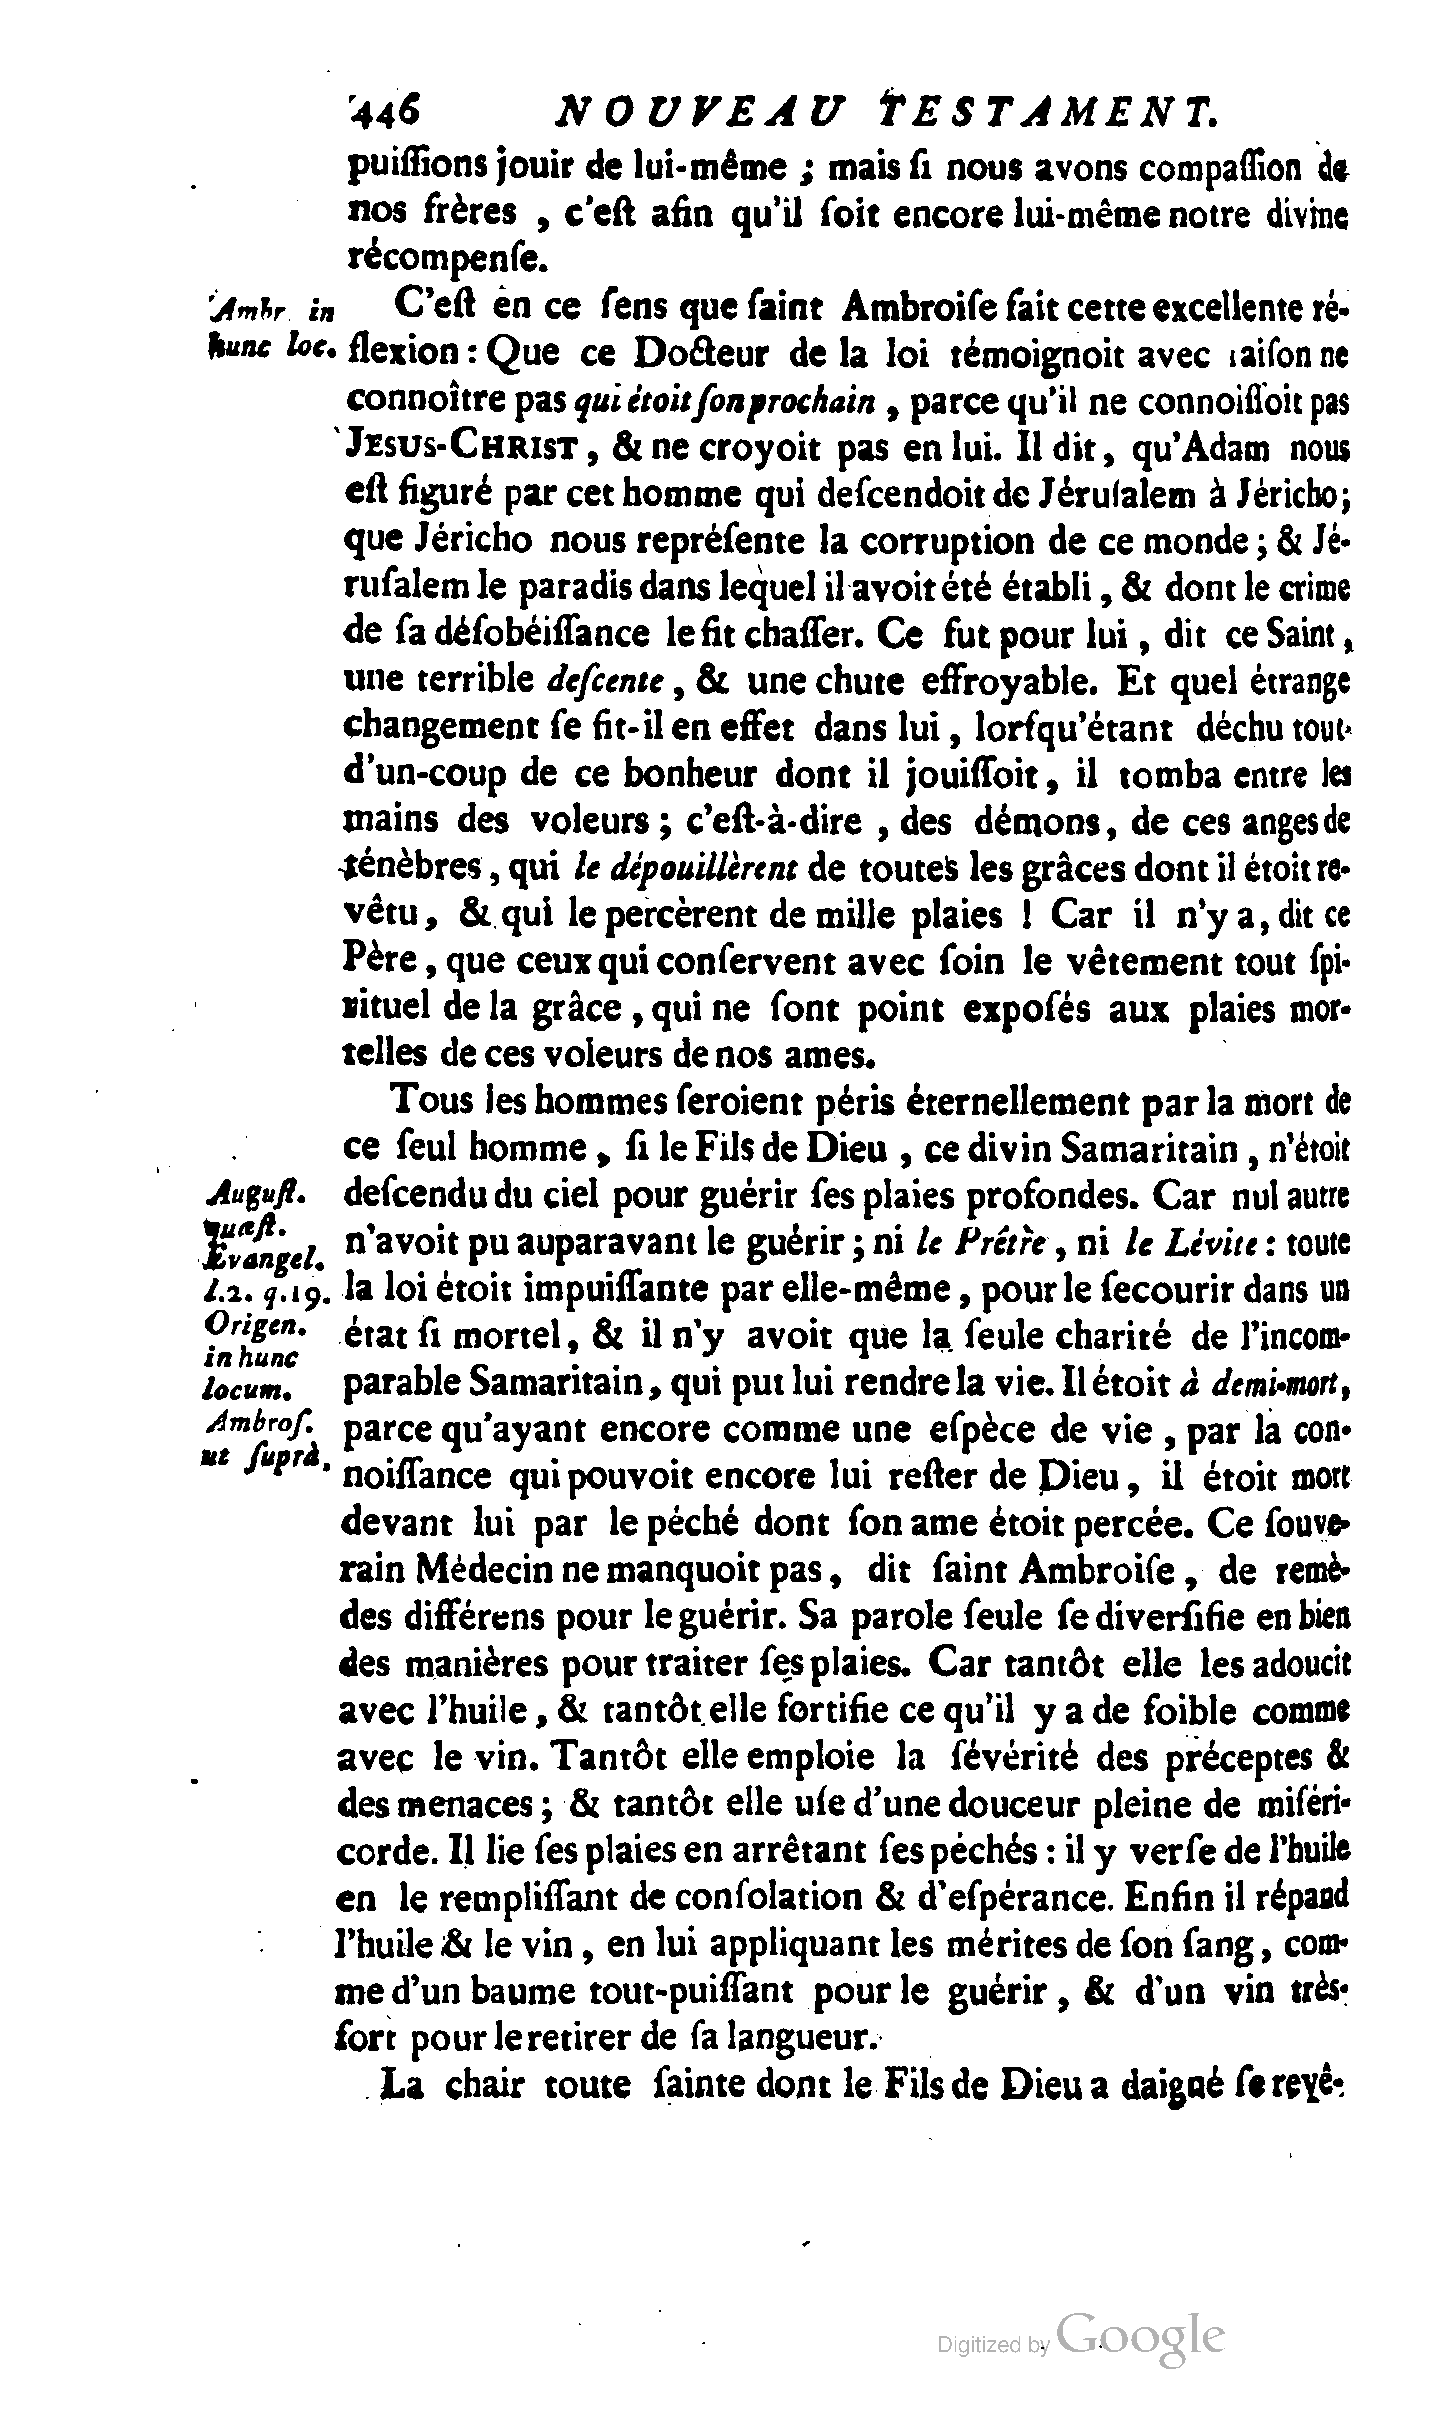 446 NOUVEAU TESTAMENT.
puiſſions jouir de lui-même ; mais ſi nous avons compaſſion de
nos frères , c'eſt afin qu'il ſoit encore lui-même notre divine
récompenſe.
Ambr. in
hunc loc.
C'eſt en ce ſens que ſaint Ambroiſe fait cette excellente ré-
flexion : Que ce Docteur de la loi témoignoit avec raiſon ne
connoître pas qui étoit ſon prochain , parce qu'il ne connoiſſoit pas
JESUS-CHRIST , & ne croyoit pas en lui. Il dit , qu'Adam nous
eſt figuré par cet homme qui deſcendoit de Jéruſalem à Jéricho ;
que Jéricho nous repréſente la corruption de ce monde ; & Jé-
ruſalem le paradis dans lequel il avoit été établi , & dont le crime
de ſa déſobéiſſance le fit chaſſer. Ce fut pour lui , dit ce Saint ,
une terrible deſcente , & une chute effroyable. Et quel étrange
changement ſe fit-il en effet dans lui , lorſqu'étant déchu tout-
d'un-coup de ce bonheur dont il jouiſſoit , il tomba entre les
mains des voleurs ; c'eſt-à-dire , des démons , de ces anges de
ténèbres , qui le dépouillèrent de toutes les grâces dont il étoit re-
vêtu , & qui le percèrent de mille plaies ! Car il n'y a , dit ce
Père , que ceux qui conſervent avec ſoin le vêtement tout ſpi-
rituel de la grâce , qui ne ſont point expoſés aux plaies mor-
telles de ces voleurs de nos ames.
Tous les hommes ſeroient péris éternellement par la mort de
ce ſeul homme , ſi le Fils de Dieu , ce divin Samaritain , n'étoit
deſcendu du ciel pour guérir ſes plaies profondes. Car nul autre
n'avoit pu auparavant le guérir ; ni le Prêtre , ni le Lévite : toute
la loi étoit impuiſſante par elle-même , pour le ſecourir dans un
état ſi mortel , & il n'y avoit que la ſeule charité de l'incom-
parable Samaritain , qui put lui rendre la vie. Il étoit à demi-mort ,
parce qu'ayant encore comme une eſpèce de vie , par la con-
noiſſance qui pouvoit encore lui reſter de Dieu , il étoit mort
devant lui par le péché dont ſon ame étoit percée. Ce ſouve-
rain Médecin ne manquoit pas , dit ſaint Ambroiſe , de remè-
des différens pour le guérir. Sa parole ſeule ſe diverſifie en bien
des manières pour traiter ſes plaies. Car tantôt elle les adoucit
avec l'huile , & tantôt elle fortifie ce qu'il y a de foible comme
avec le vin. Tantôt elle emploie la ſévérité des préceptes &
des menaces ; & tantôt elle uſe d'une douceur pleine de miſéri-
corde. Il lie ſes plaies en arrêtant ſes péchés : il y verſe de l'huile
en le rempliſſant de conſolation & d'eſpérance. Enfin il répand
l'huile & le vin , en lui appliquant les mérites de ſon ſang , com-
me d'un baume tout-puiſſant pour le guérir , & d'un vin très-
fort pour le retirer de ſa langueur.
Auguſt.
quæſt.
Evangel.
l.2. q.19.
Origen.
in hunc
locum.
Ambroſ.
ut ſuprà.
La chair toute ſainte dont le Fils de Dieu a daigné ſe revê-
Digitized by Google